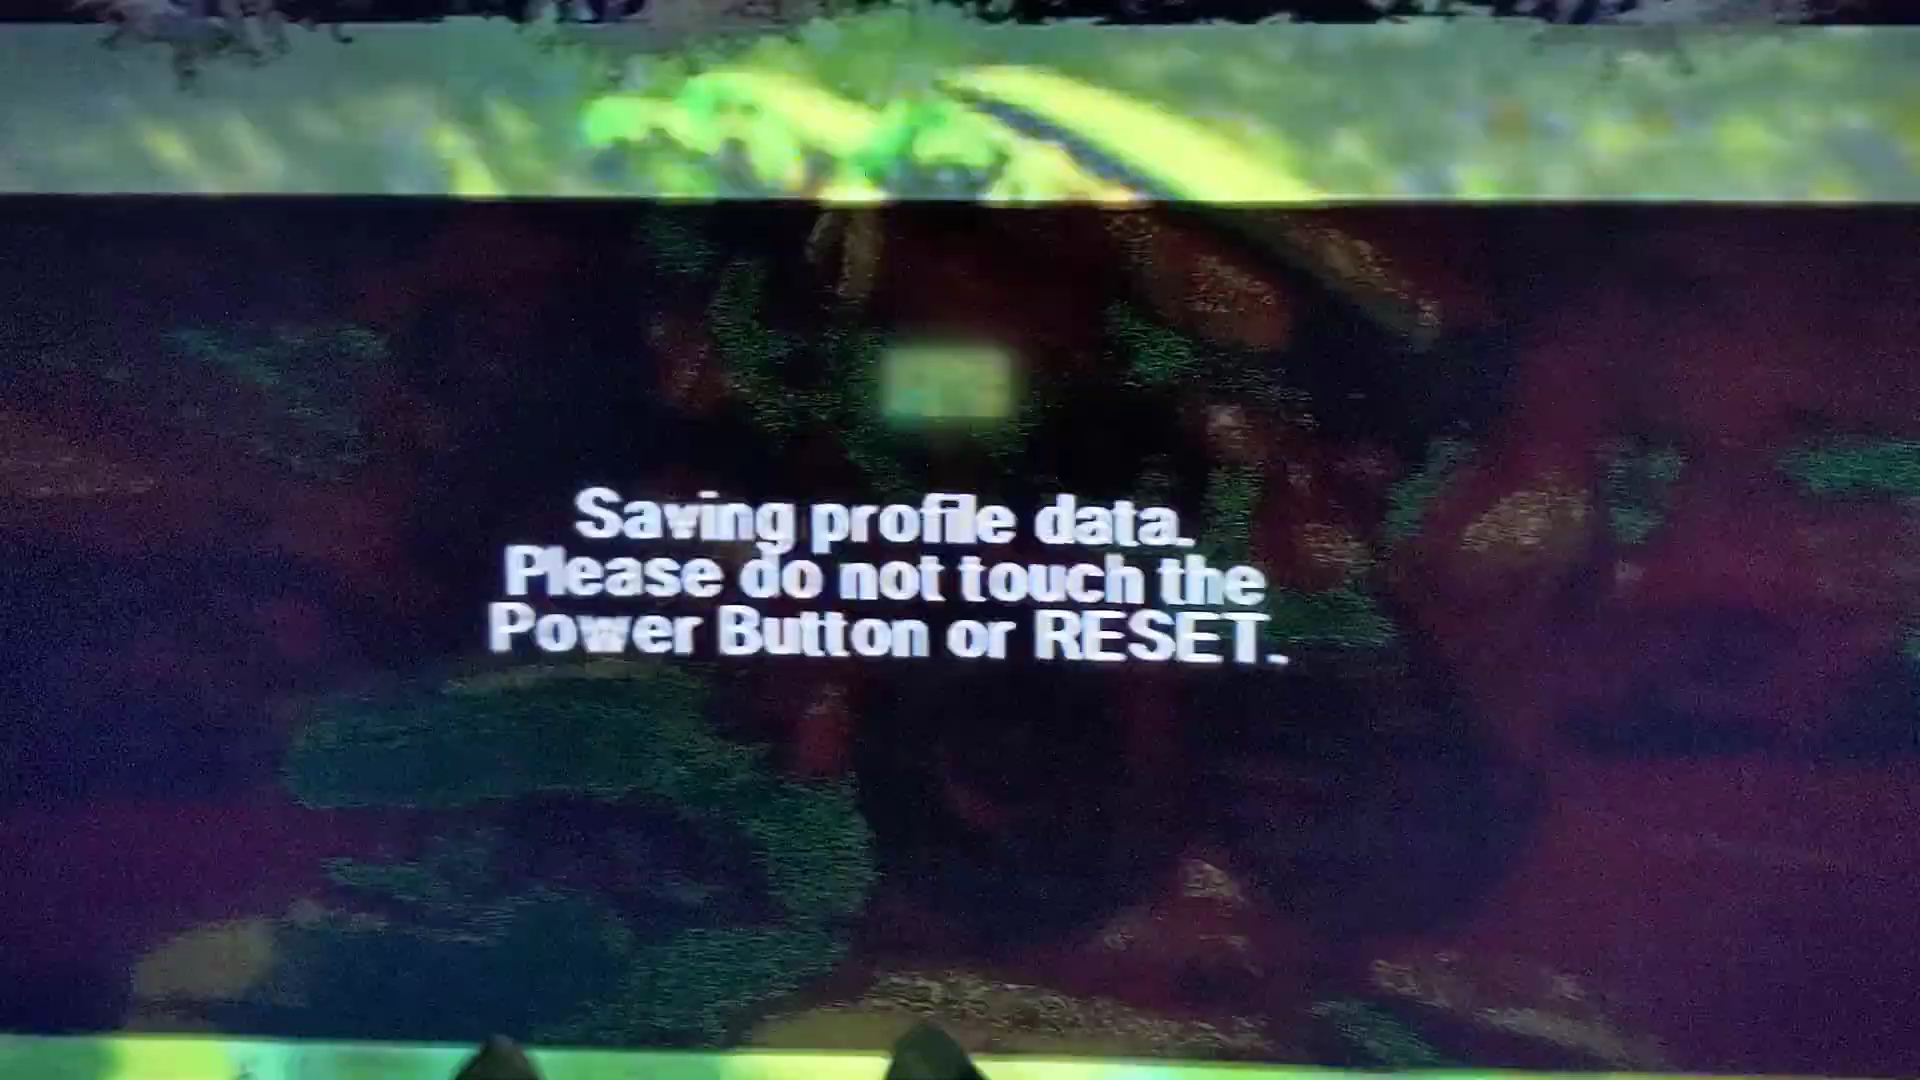 Saving profile data.
Please do not touch the
Power Button or RESET.